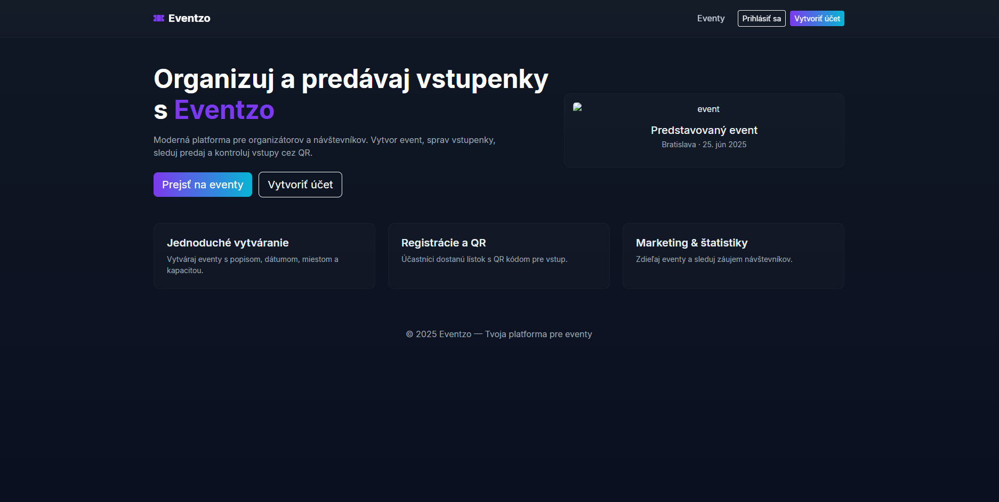 Eventzo
Eventy
Prihlásiť sa
Vytvoriť účet
Organizuj a predávaj vstupenky
s Eventzo
Moderná platforma pre organizátorov a návštevníkov. Vytvor event, sprav vstupenky,
sleduj predaj a kontroluj vstupy cez QR.
Prejsť na eventy
Vytvoriť účet
event
Predstavovaný event
Bratislava · 25. jún 2025
Jednoduché vytváranie
Vytváraj eventy s popisom, dátumom, miestom a
kapacitou.
Registrácie a QR
Účastníci dostanú lístok s QR kódom pre vstup.
Marketing & štatistiky
Zdieľaj eventy a sleduj záujem návštevníkov.
© 2025 Eventzo — Tvoja platforma pre eventy